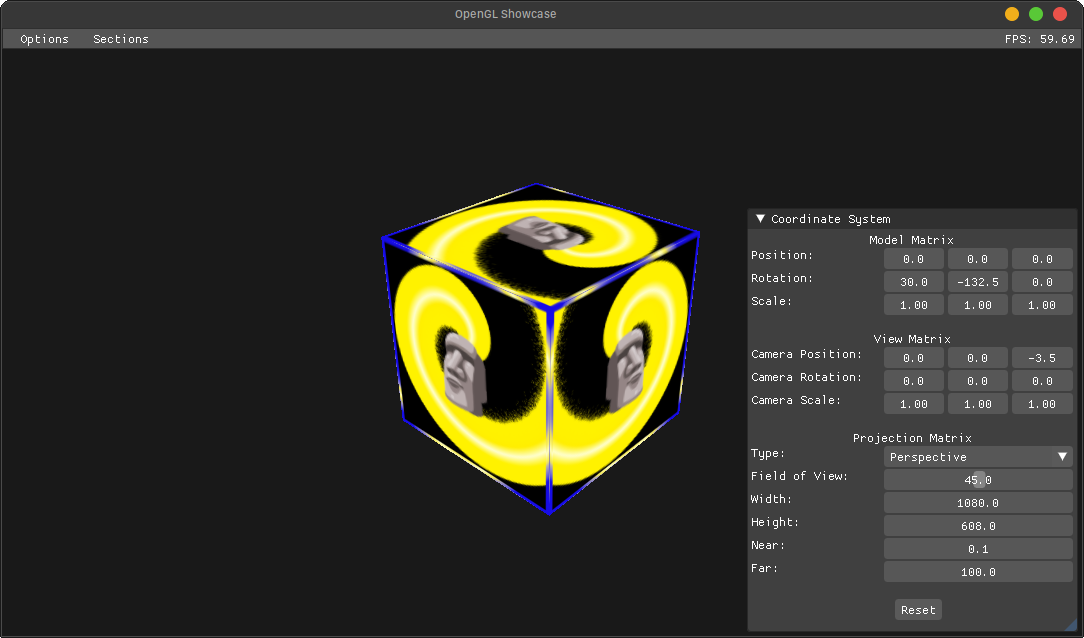 OpenGL Showcase
Options Sections FPS: 59.69
Coordinate System
Model Matrix
Position: 0.0 0.0 0.0
Rotation: 30.0 -132.5 0.0
Scale: 1.00 1.00 1.00
View Matrix
Camera Position: 0.0 0.0 -3.5
Camera Rotation: 0.0 0.0 0.0
Camera Scale: 1.00 1.00 1.00
Projection Matrix
Type: Perspective
Field of View: 45.0
Width: 1080.0
Height: 608.0
Near: 0.1
Far: 100.0
Reset